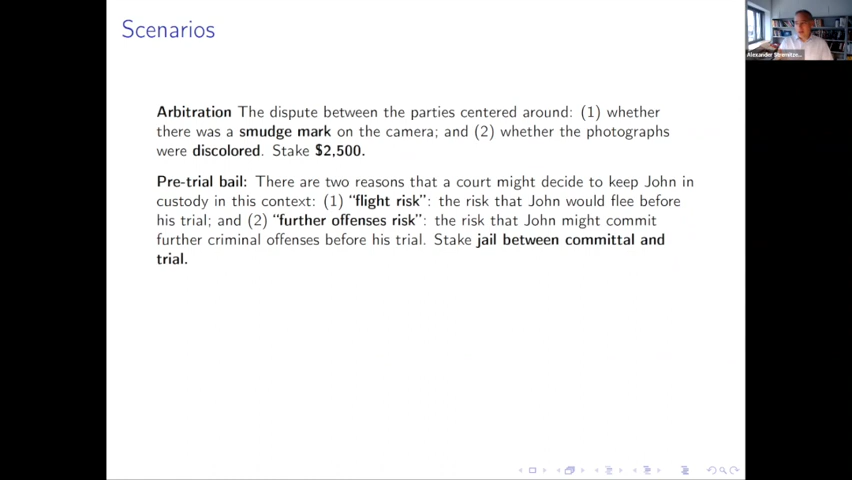 Scenarios
Arbitration The dispute between the parties centered around: (1) whether
there was a smudge mark on the camera; and (2) whether the photographs
were discolored. Stake $2,500.
Pre-trial bail: There are two reasons that a court might decide to keep John in
custody in this context: (1) "flight risk": the risk that John would flee before
his trial; and (2) "further offenses risk": the risk that John might commit
further criminal offenses before his trial. Stake jail between committal and
trial.